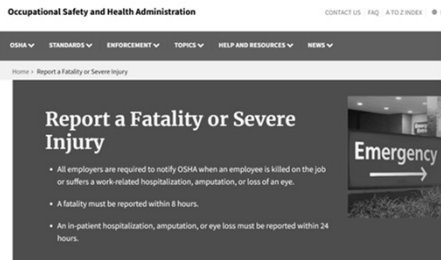 Occupational Safety and Health Administration
CONTACT US FAQ A TO Z INDEX
OSHA STANDARDS ENFORCEMENT TOPICS HELP AND RESOURCES NEWS
Home > Report a Fatality or Severe Injury
Report a Fatality or Severe
Injury
• All employers are required to notify OSHA when an employee is killed on the job
or suffers a work-related hospitalization, amputation, or loss of an eye.
• A fatality must be reported within 8 hours.
• An in-patient hospitalization, amputation, or eye loss must be reported within 24
hours.
Emergency